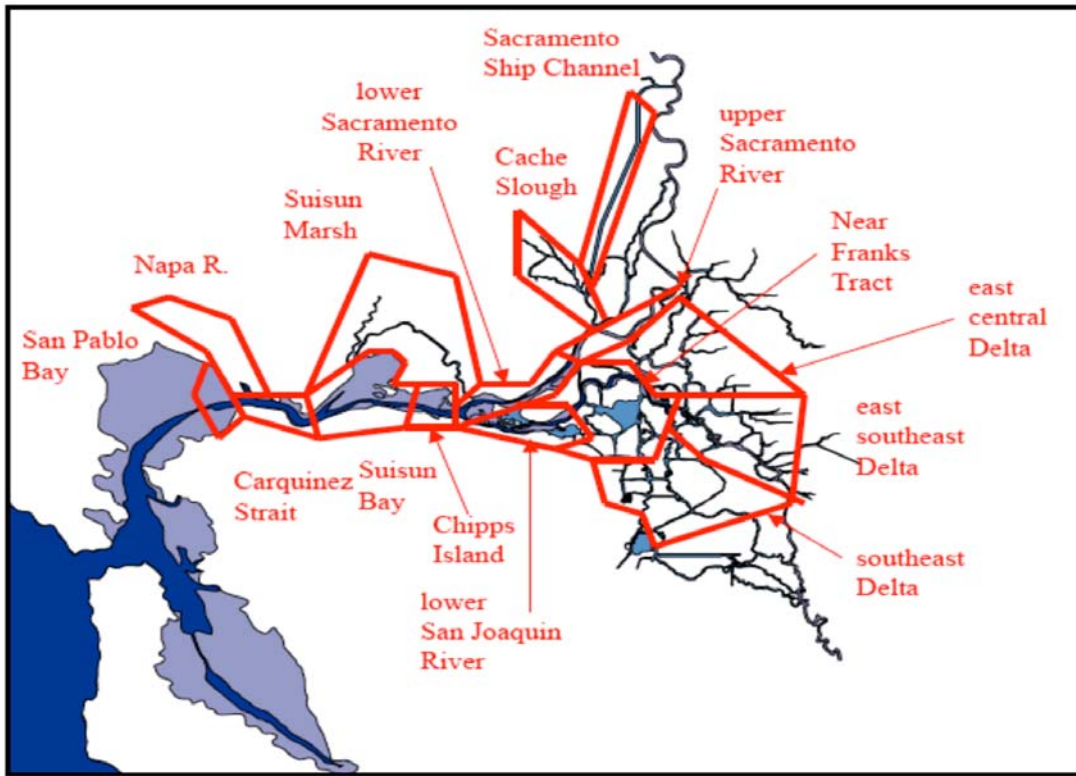 Sacramento
Ship Channel
lower
Sacramento
River
upper
Sacramento
River
Cache
Slough
Suisun
Marsh
Near
Franks
Tract
Napa R.
east
central
Delta
San Pablo
Bay
east
southeast
Delta
Carquinez
Strait
Suisun
Bay
Chipps
Island
southeast
Delta
lower
San Joaquin
River